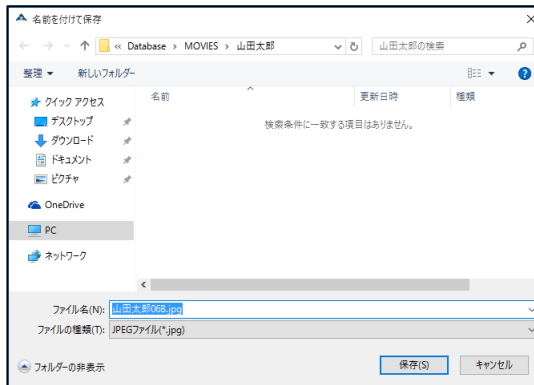 名前を付けて保存
« Database › MOVIES › 山田太郎
山田太郎の検索
整理
新しいフォルダー
名前
更新日時
種類
検索条件に一致する項目はありません。
クイック アクセス
デスクトップ
ダウンロード
ドキュメント
ピクチャ
OneDrive
PC
ネットワーク
ファイル名(N): 山田太郎06B.jpg
ファイルの種類(T): JPEGファイル(*.jpg)
フォルダーの非表示
保存(S)
キャンセル